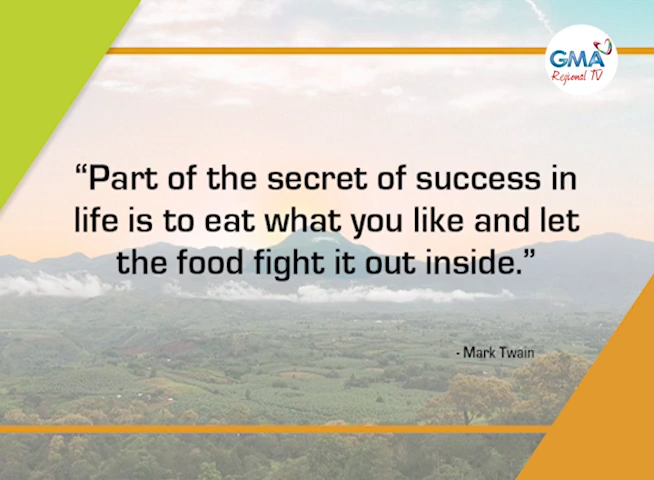 GMA
Regional TV
“Part of the secret of success in
life is to eat what you like and let
the food fight it out inside.”
- Mark Twain